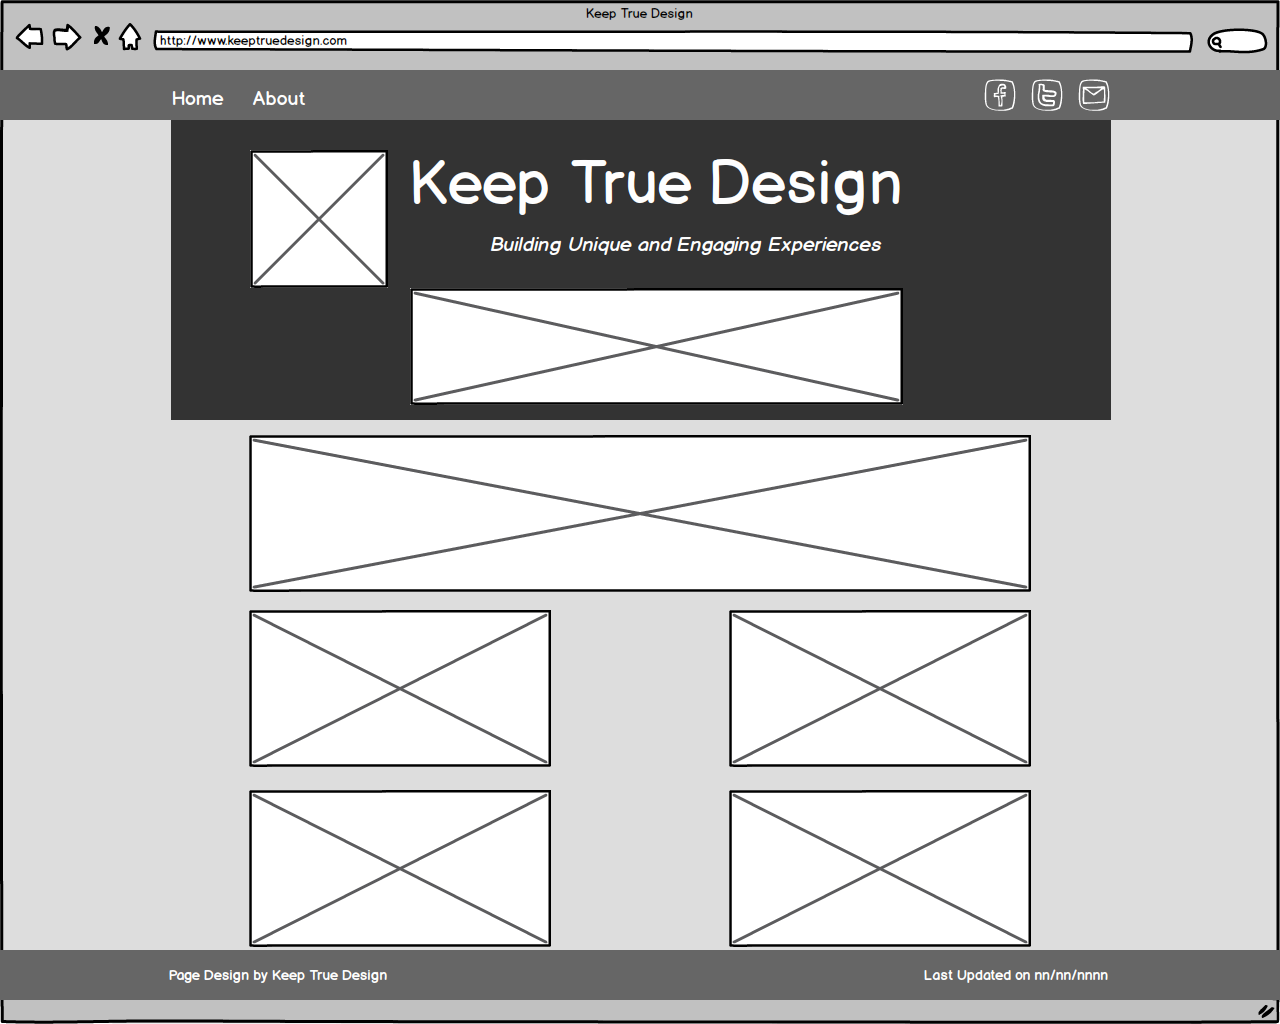 Keep True Design
http://www.keeptruedesign.com
Home About
Keep True Design
Building Unique and Engaging Experiences
Page Design by Keep True Design
Last Updated on nn/nn/nnnn